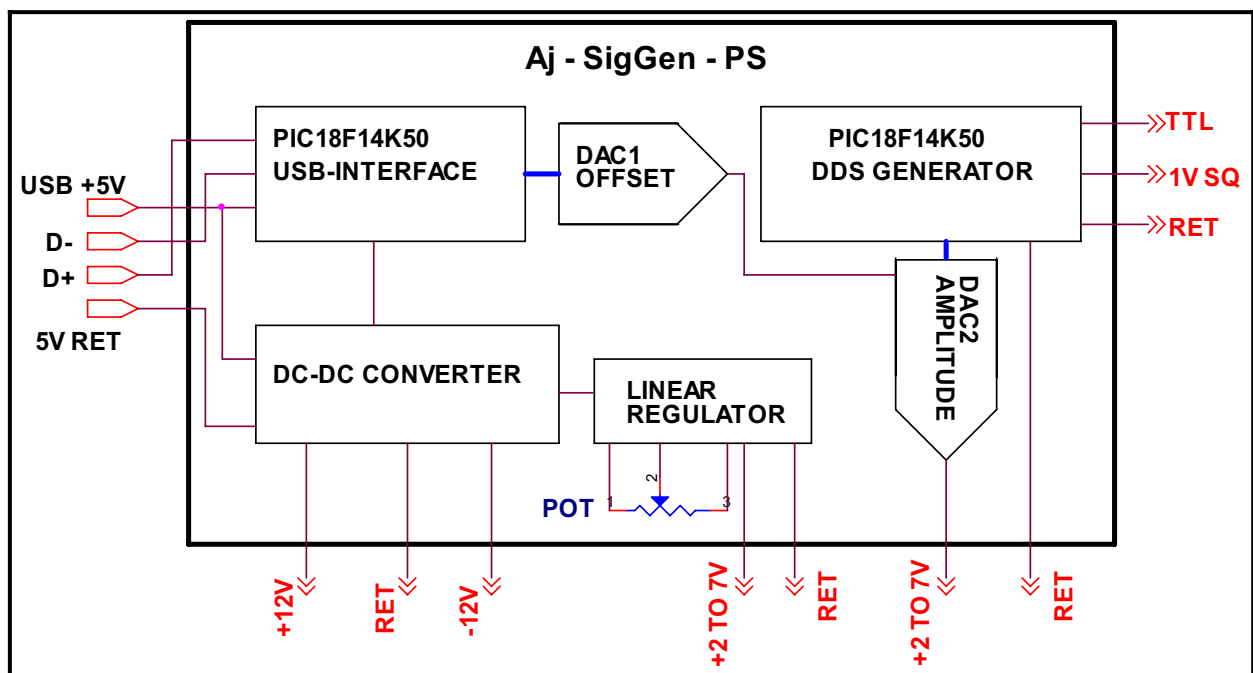 Aj - SigGen - PS
PIC18F14K50
USB-INTERFACE
DAC1
OFFSET
PIC18F14K50
DDS GENERATOR
TTL
1V SQ
RET
USB +5V
D-
D+
5V RET
DAC2
AMPLITUDE
DC-DC CONVERTER
LINEAR
REGULATOR
POT
1
2
3
+12V
RET
-12V
+2 TO 7V
RET
+2 TO 7V
RET